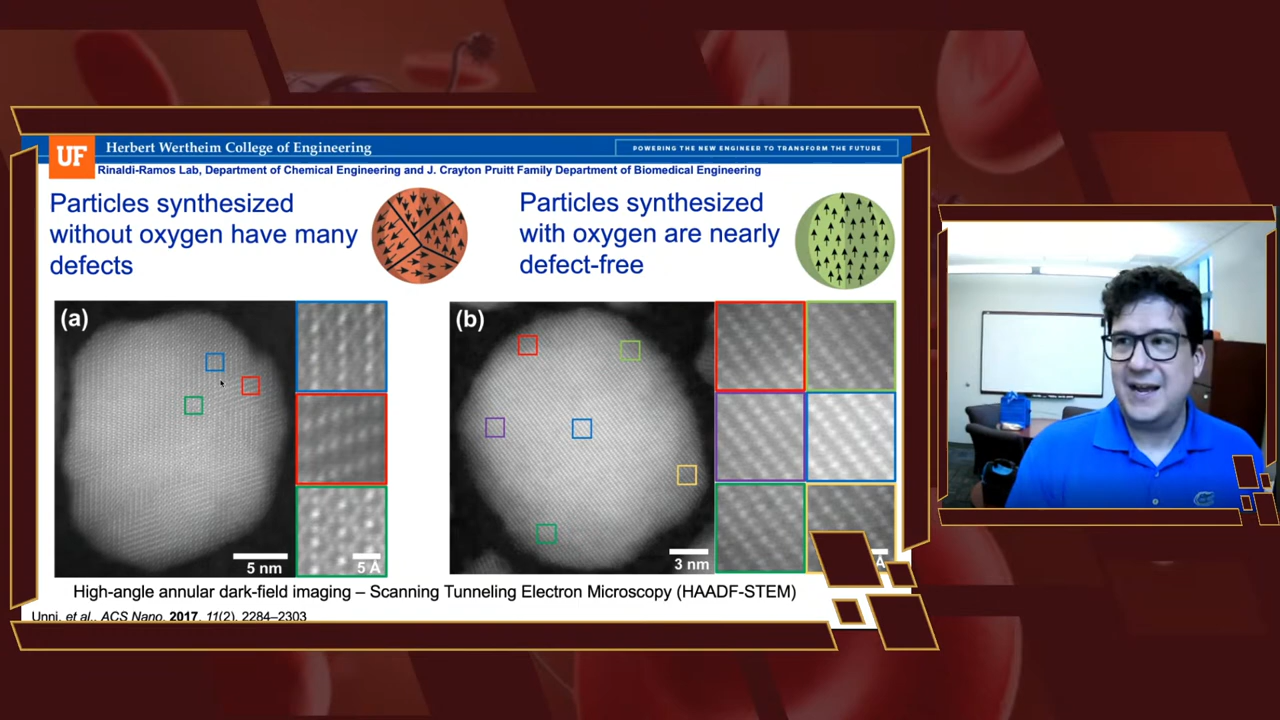 UF
Herbert Wertheim College of Engineering
POWERING THE NEW ENGINEER TO TRANSFORM THE FUTURE
Rinaldi-Ramos Lab, Department of Chemical Engineering and J. Crayton Pruitt Family Department of Biomedical Engineering
Particles synthesized
without oxygen have many
defects
Particles synthesized
with oxygen are nearly
defect-free
(a)
5 nm
5 Å
(b)
3 nm
Å
High-angle annular dark-field imaging – Scanning Tunneling Electron Microscopy (HAADF-STEM)
Unni, et al., ACS Nano, 2017, 11(2), 2284–2303